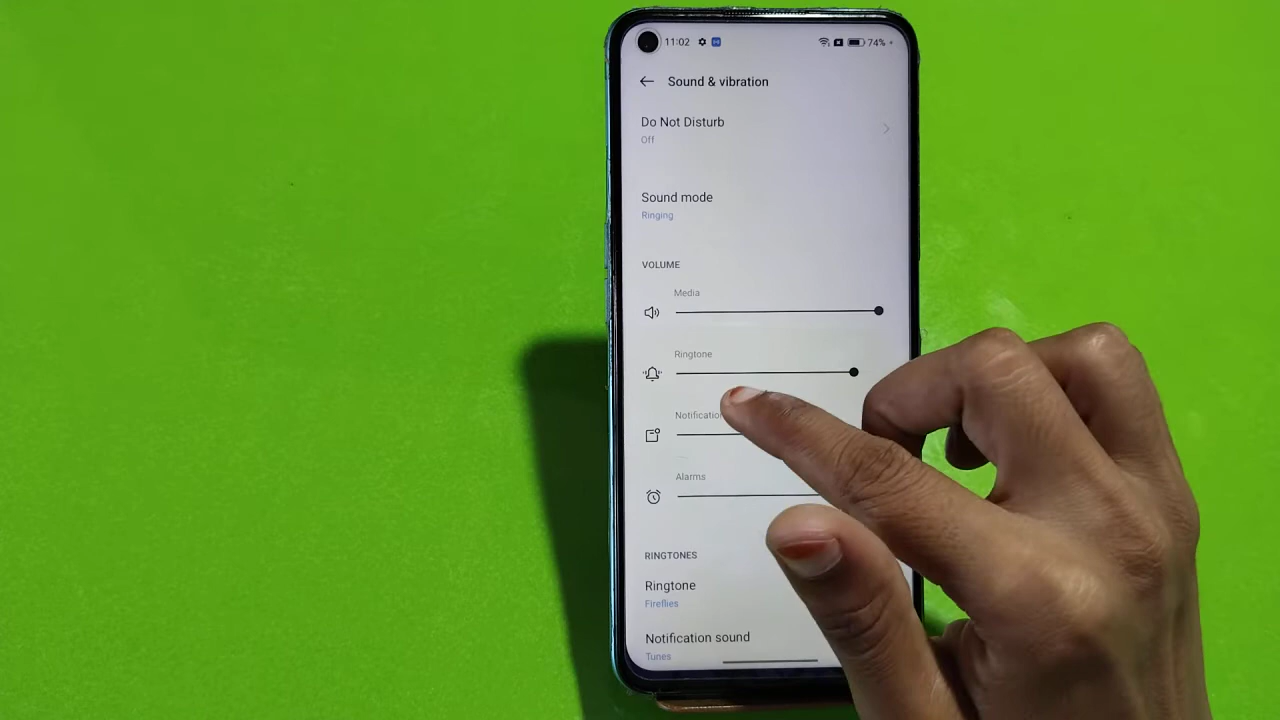 11:02 74%
Sound & vibration
Do Not Disturb
Off
Sound mode
Ringing
VOLUME
Media
Ringtone
Alarms
RINGTONES
Ringtone
Fireflies
Notification sound
Tunes